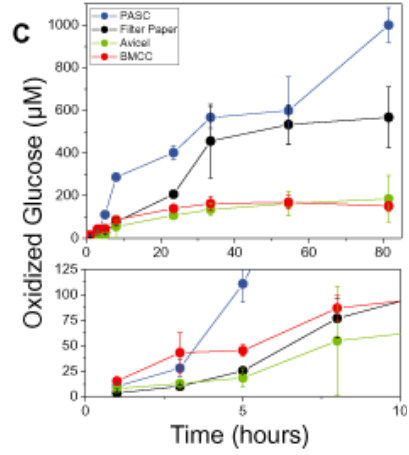 C
PASC
Filter Paper
Avicel
BMCC
Oxidized Glucose (µM)
1000
800
600
400
200
0
0 20 40 60 80
125
100
75
50
25
0
0 5 10
Time (hours)